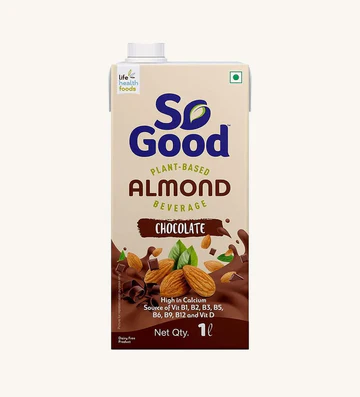 life
health
foods
So
Good™
PLANT-BASED
ALMOND
BEVERAGE
CHOCOLATE
High in Calcium
Source of Vit B1, B2, B3, B5,
B6, B9, B12 and Vit D
Net Qty. 1ℓ
Dairy Free
Product